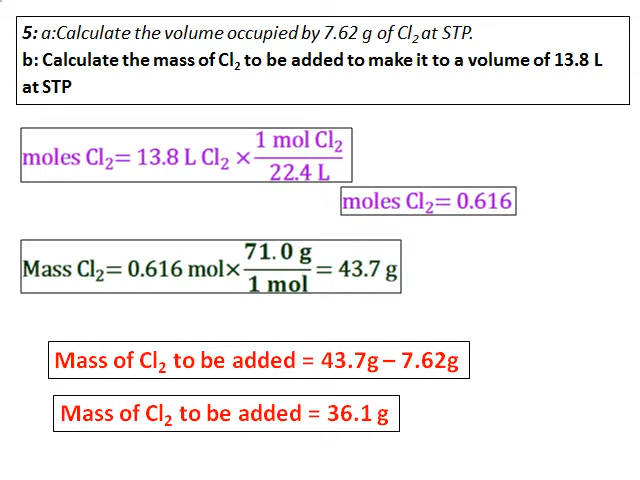 5: a:Calculate the volume occupied by 7.62 g of Cl₂ at STP.
b: Calculate the mass of Cl₂ to be added to make it to a volume of 13.8 L
at STP
moles Cl₂= 13.8 L Cl₂ × 1 mol Cl₂ / 22.4 L
moles Cl₂= 0.616
Mass Cl₂= 0.616 mol× 71.0 g / 1 mol = 43.7 g
Mass of Cl₂ to be added = 43.7g – 7.62g
Mass of Cl₂ to be added = 36.1 g